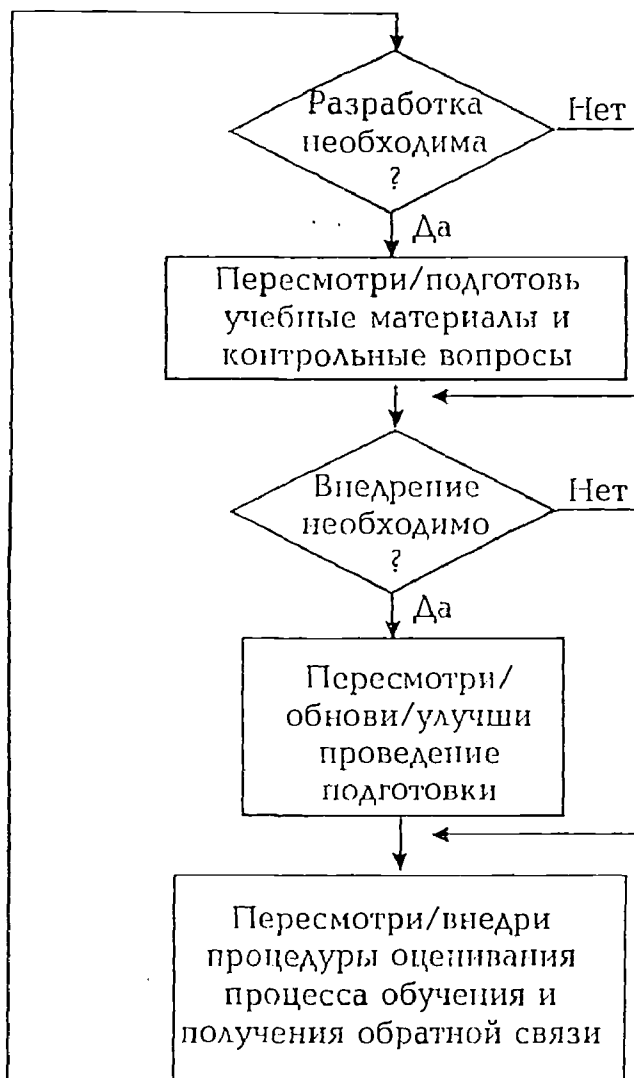 Разработка
необходима
?
Нет
Да
Пересмотри/подготовь
учебные материалы и
контрольные вопросы
Внедрение
необходимо
?
Нет
Да
Пересмотри/
обнови/улучши
проведение
подготовки
Пересмотри/внедри
процедуры оценивания
процесса обучения и
получения обратной связи